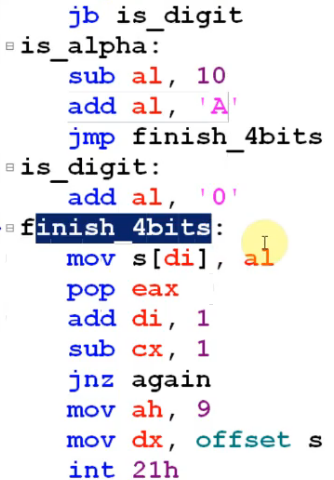 jb is_digit
is_alpha:
sub al, 10
add al, 'A'
jmp finish_4bits
is_digit:
add al, '0'
finish_4bits:
mov s[di], al
pop eax
add di, 1
sub cx, 1
jnz again
mov ah, 9
mov dx, offset s
int 21h